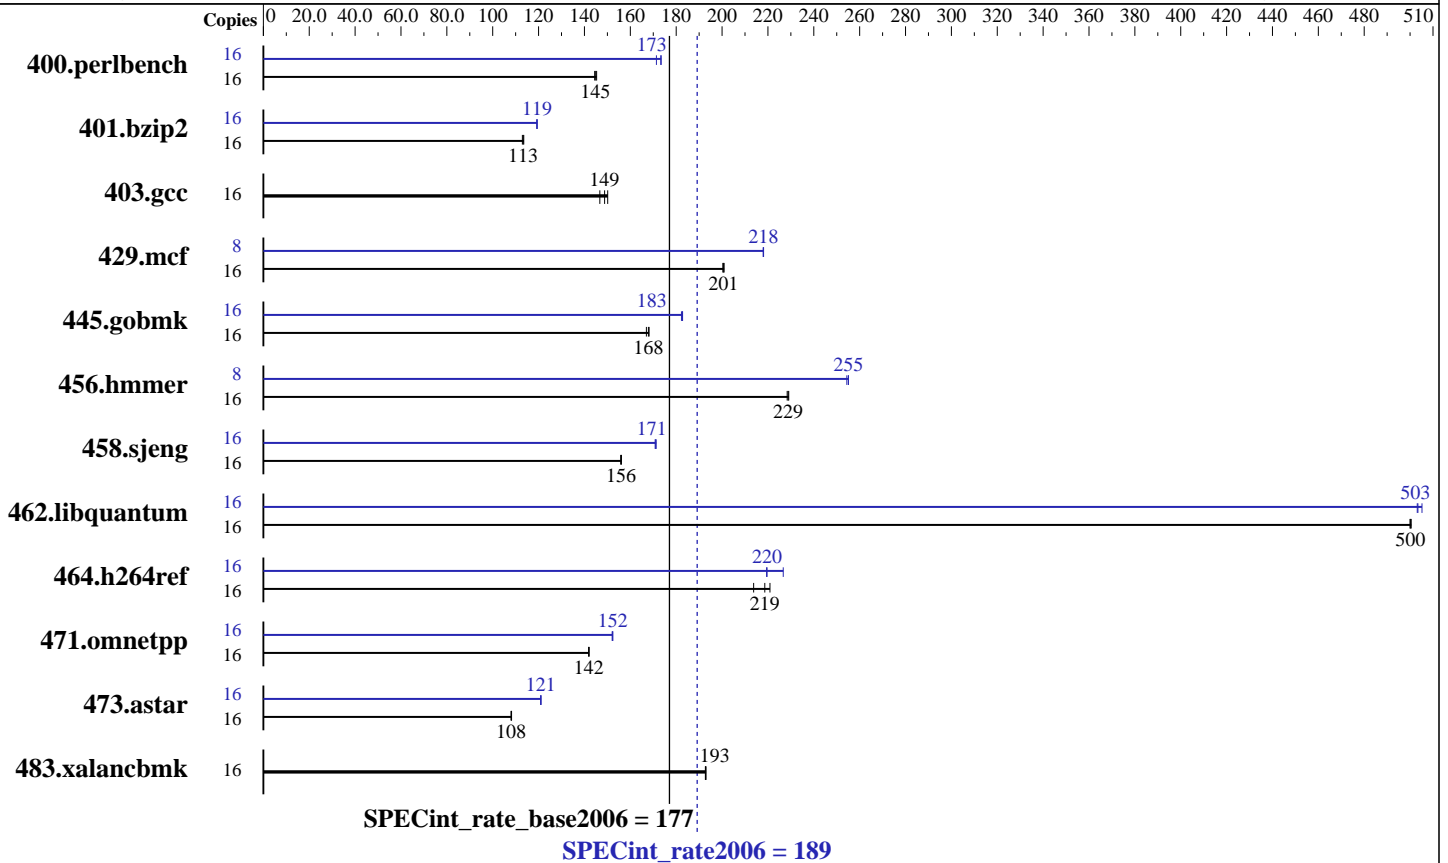 Copies 0 20.0 40.0 60.0 80.0 100 120 140 160 180 200 220 240 260 280 300 320 340 360 380 400 420 440 460 480 510
400.perlbench 16 173
16 145
401.bzip2 16 119
16 113
403.gcc 16 149
429.mcf 8 218
16 201
445.gobmk 16 183
16 168
456.hmmer 8 255
16 229
458.sjeng 16 171
16 156
462.libquantum 16 503
16 500
464.h264ref 16 220
16 219
471.omnetpp 16 152
16 142
473.astar 16 121
16 108
483.xalancbmk 16 193
SPECint_rate_base2006 = 177
SPECint_rate2006 = 189